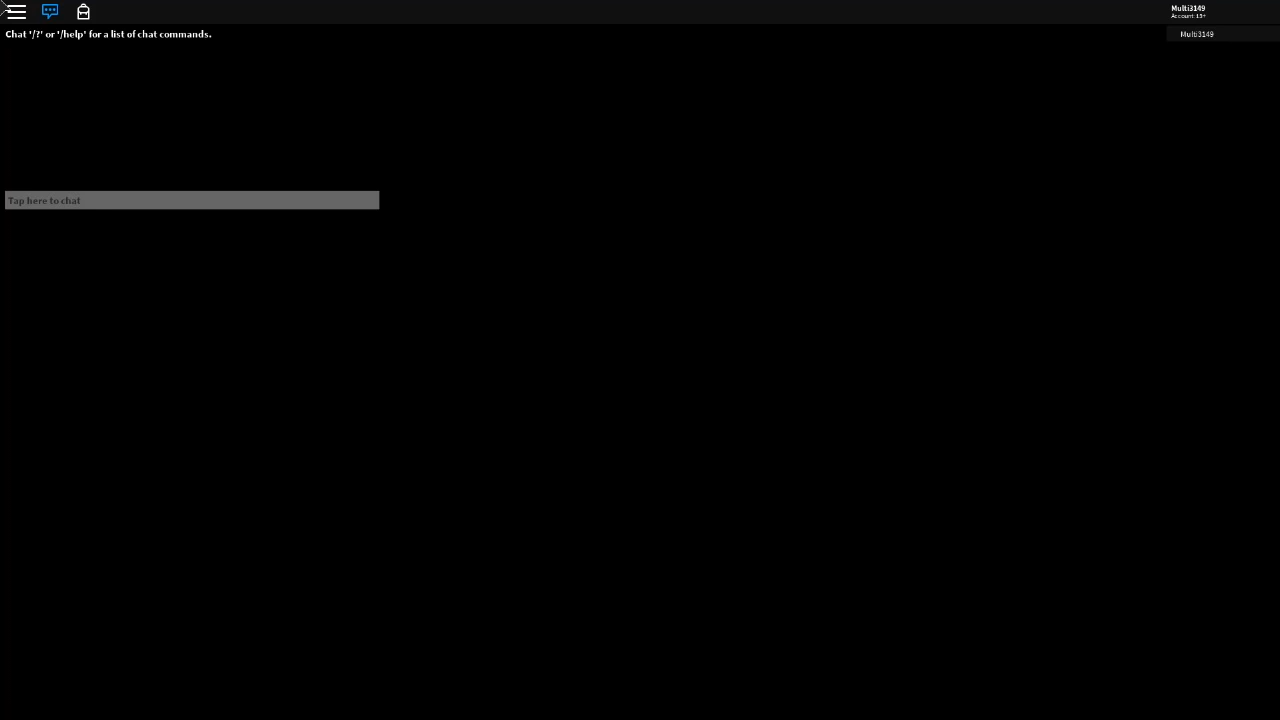 Multi3149
Account: 13+
Chat '/?' or '/help' for a list of chat commands.
Multi3149
Tap here to chat